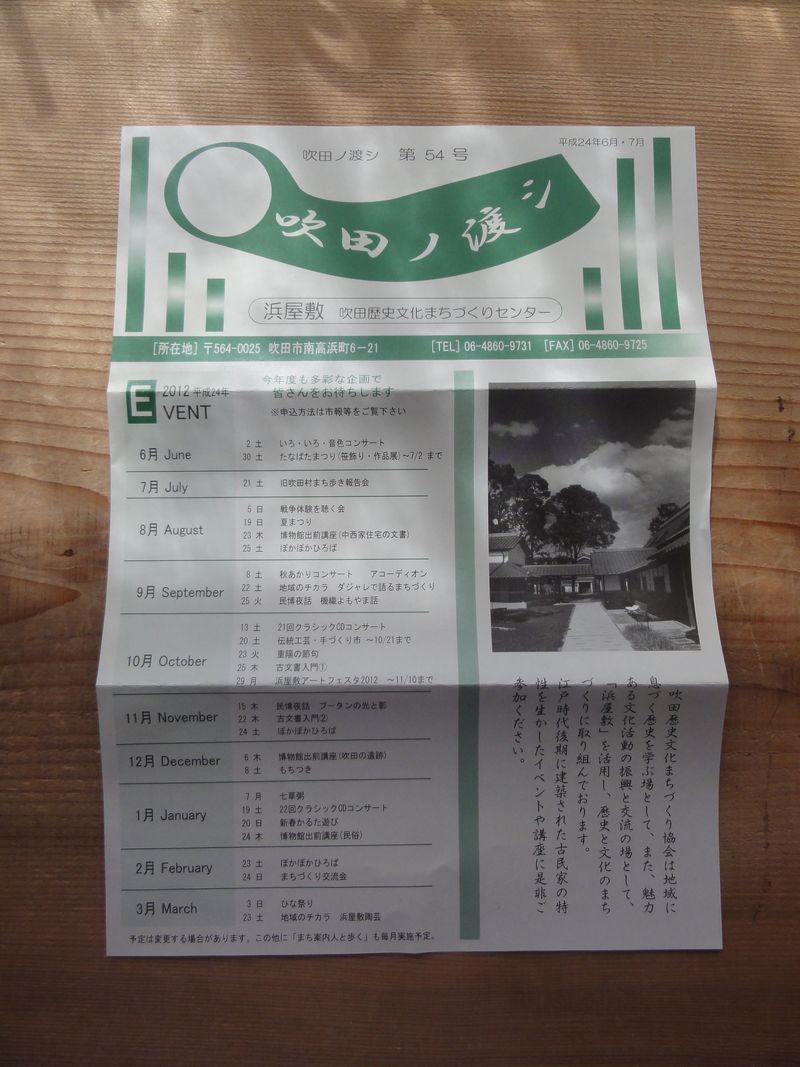 吹田ノ渡シ 第 54 号
平成24年6月・7月
吹田ノ渡シ
浜屋敷 吹田歴史文化まちづくりセンター
[所在地] 〒564-0025 吹田市南高浜町6－21 [TEL] 06-4860-9731 [FAX] 06-4860-9725
E
2012 平成24年
VENT
今年度も多彩な企画で
皆さんをお待ちします
※申込方法は市報等をご覧下さい
6月 June
2 土 いろ・いろ・音色コンサート
30 土 たなばたまつり(笹飾り・作品展)～7/2 まで
7月 July
21 土 旧吹田村まち歩き報告会
8月 August
5 日 戦争体験を聴く会
19 日 夏まつり
23 木 博物館出前講座(中西家住宅の文書)
25 土 ぽかぽかひろば
9月 September
8 土 秋あかりコンサート アコーディオン
22 土 地域のチカラ ダジャレで語るまちづくり
25 火 民博夜話 機織よもやま話
10月 October
13 土 21回クラシックCDコンサート
20 土 伝統工芸・手づくり市 ～10/21まで
23 火 重陽の節句
25 木 古文書入門①
29 月 浜屋敷アートフェスタ2012 ～11/10まで
11月 November
15 木 民博夜話 ブータンの光と影
22 木 古文書入門②
24 土 ぽかぽかひろば
12月 December
6 木 博物館出前講座(吹田の遺跡)
8 土 もちつき
1月 January
7 月 七草粥
19 土 22回クラシックCDコンサート
20 日 新春かるた遊び
24 木 博物館出前講座(民俗)
2月 February
23 土 ぽかぽかひろば
24 日 まちづくり交流会
3月 March
3 日 ひな祭り
23 土 地域のチカラ 浜屋敷陶芸
予定は変更する場合があります。この他に「まち案内人と歩く」も毎月実施予定。
吹田歴史文化まちづくり協会は地域に
息づく歴史を学ぶ場として、また、魅力
ある文化活動の振興と交流の場として、
「浜屋敷」を活用し、歴史と文化のまち
づくりに取り組んでおります。
江戸時代後期に建築された古民家の特
性を生かしたイベントや講座に是非ご
参加ください。